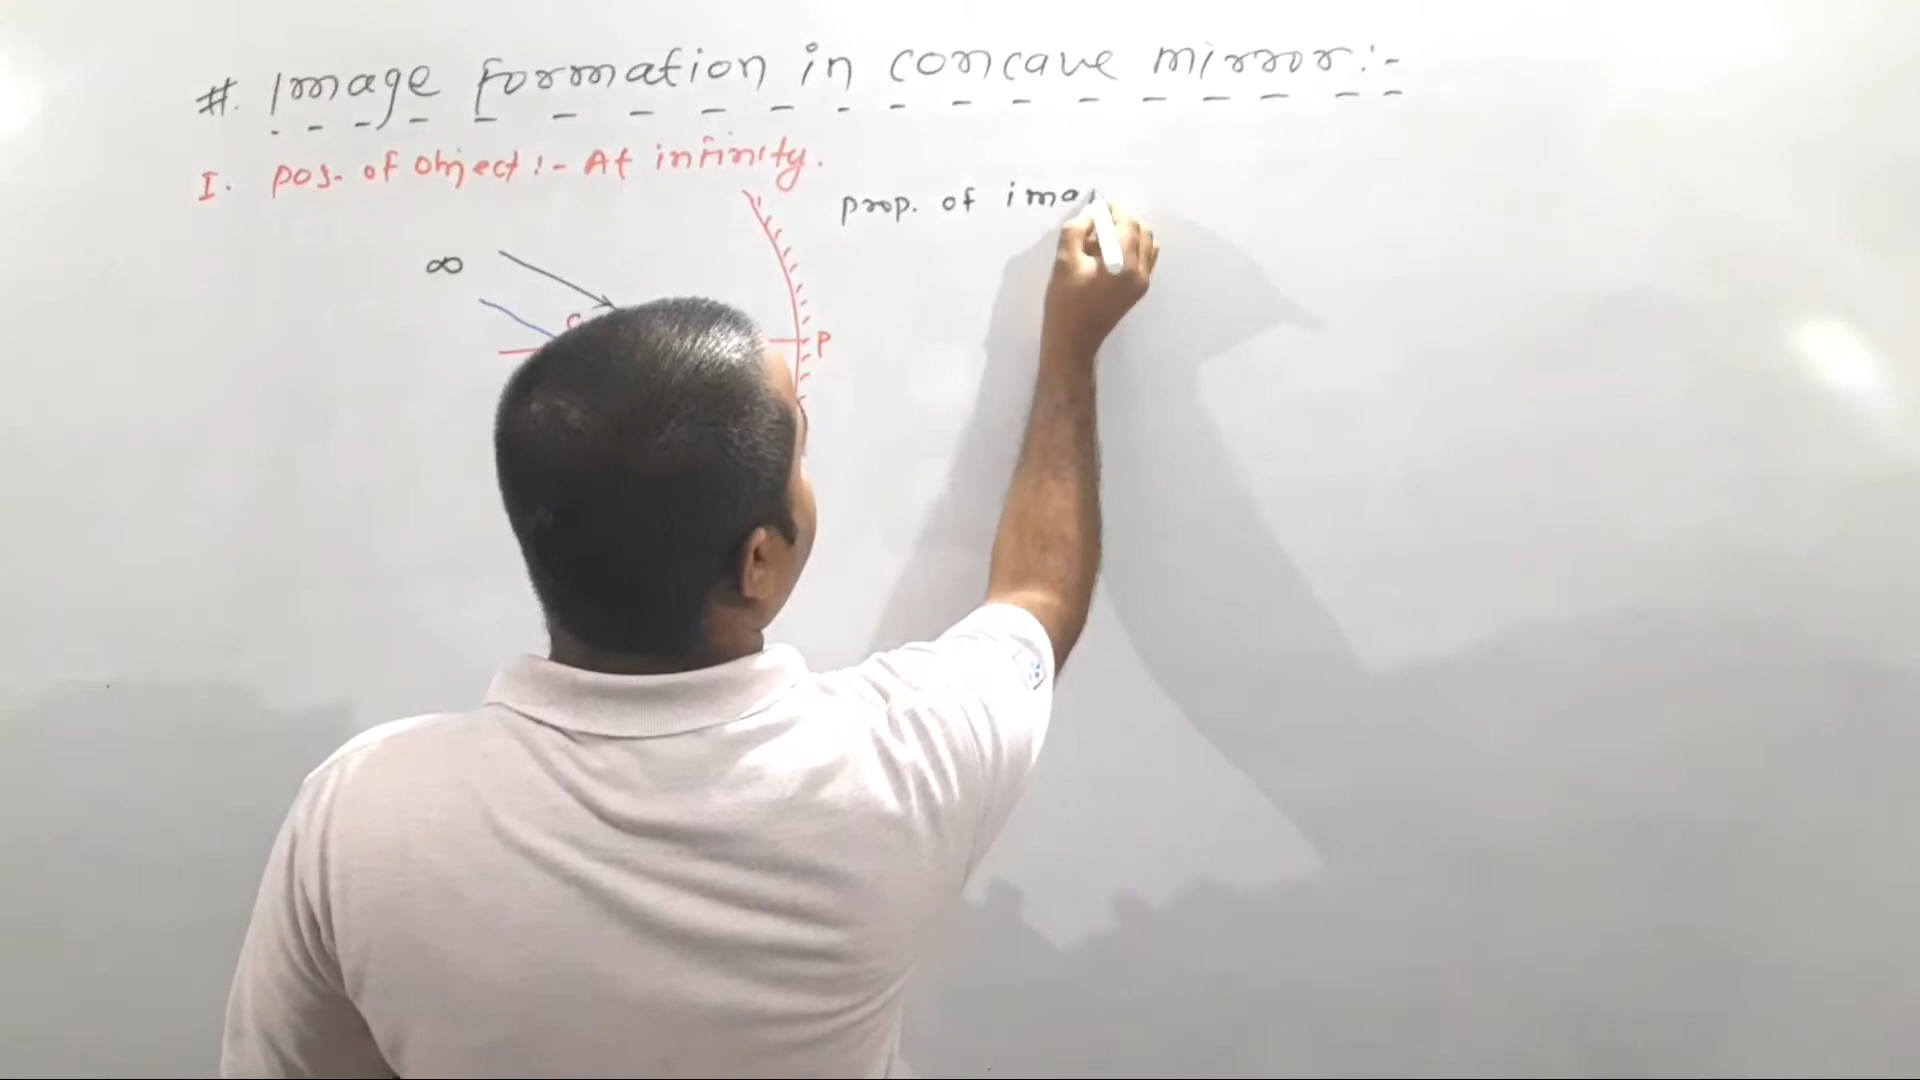 #. Image formation in concave mirror:-
I. pos. of object:- At infinity.
prop. of ima
∞
C
P